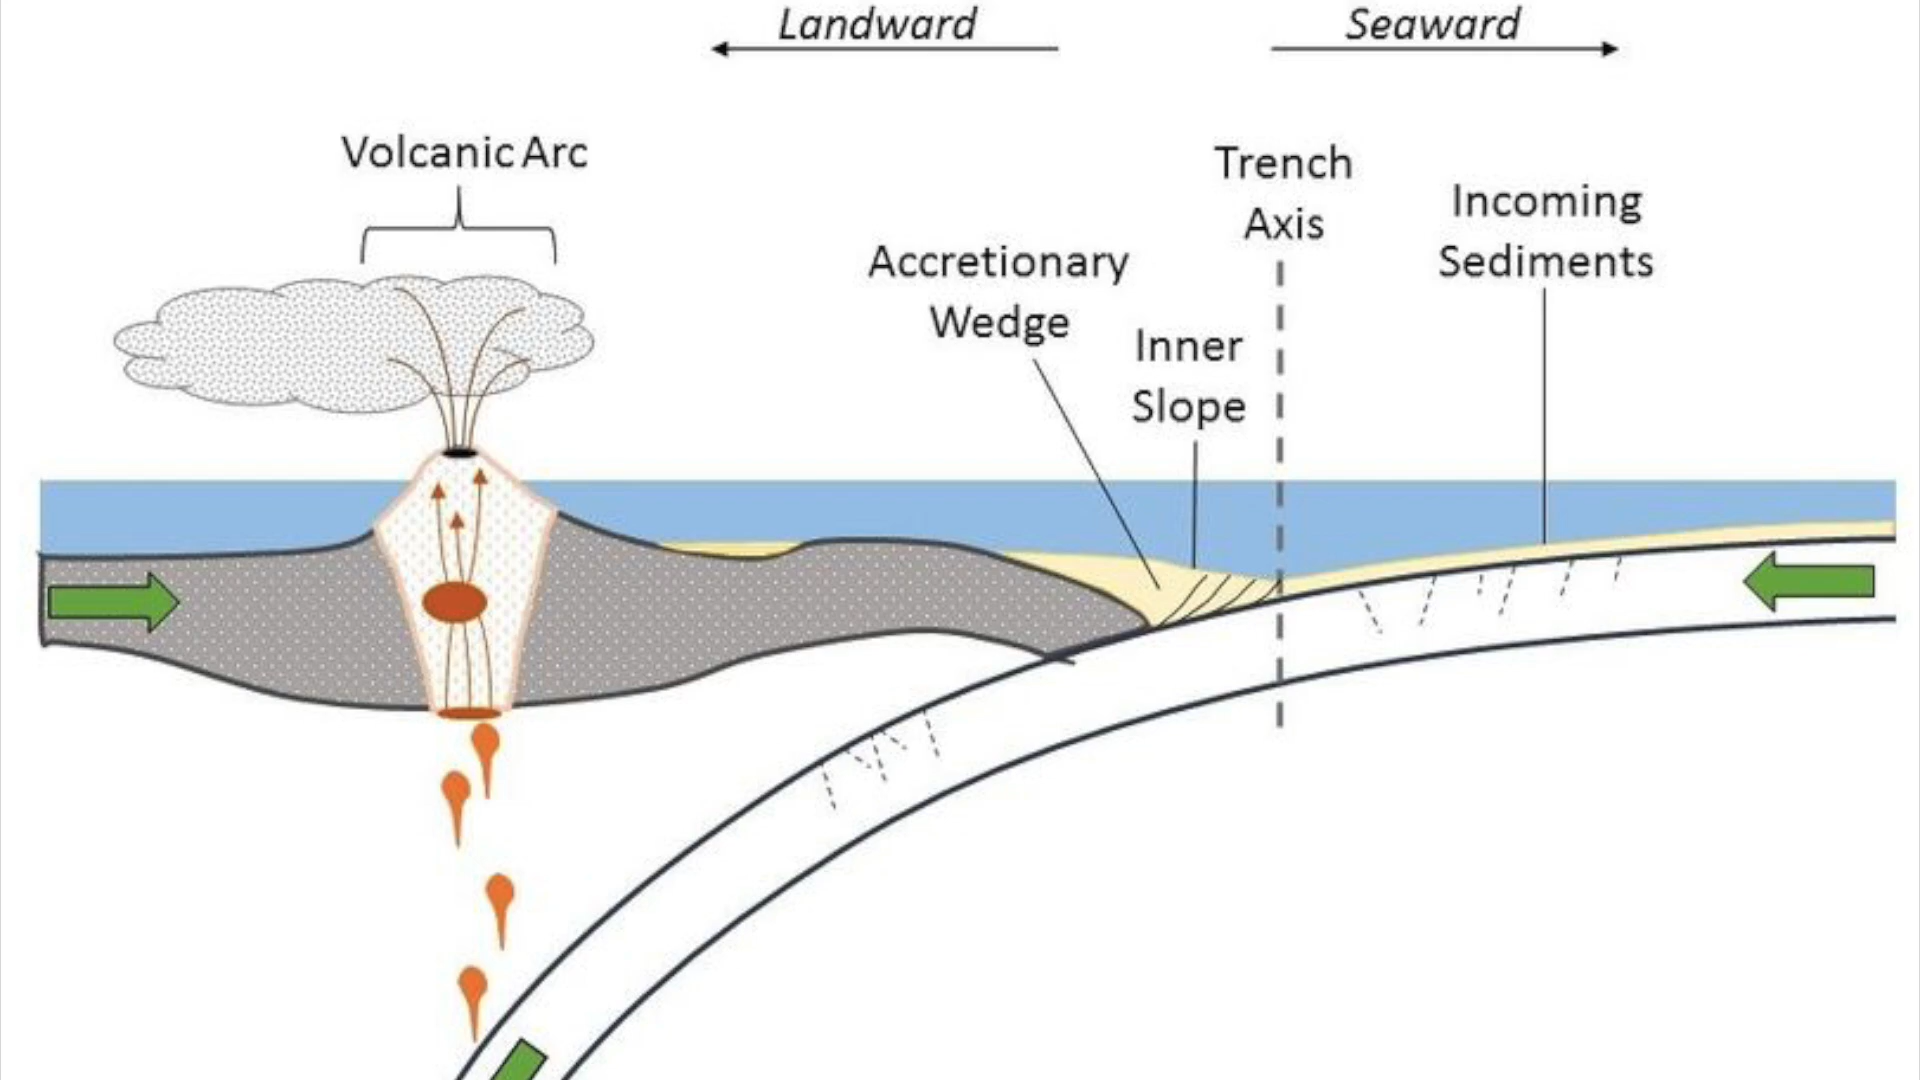 Landward
Seaward
Volcanic Arc
Trench
Axis
Incoming
Sediments
Accretionary
Wedge
Inner
Slope